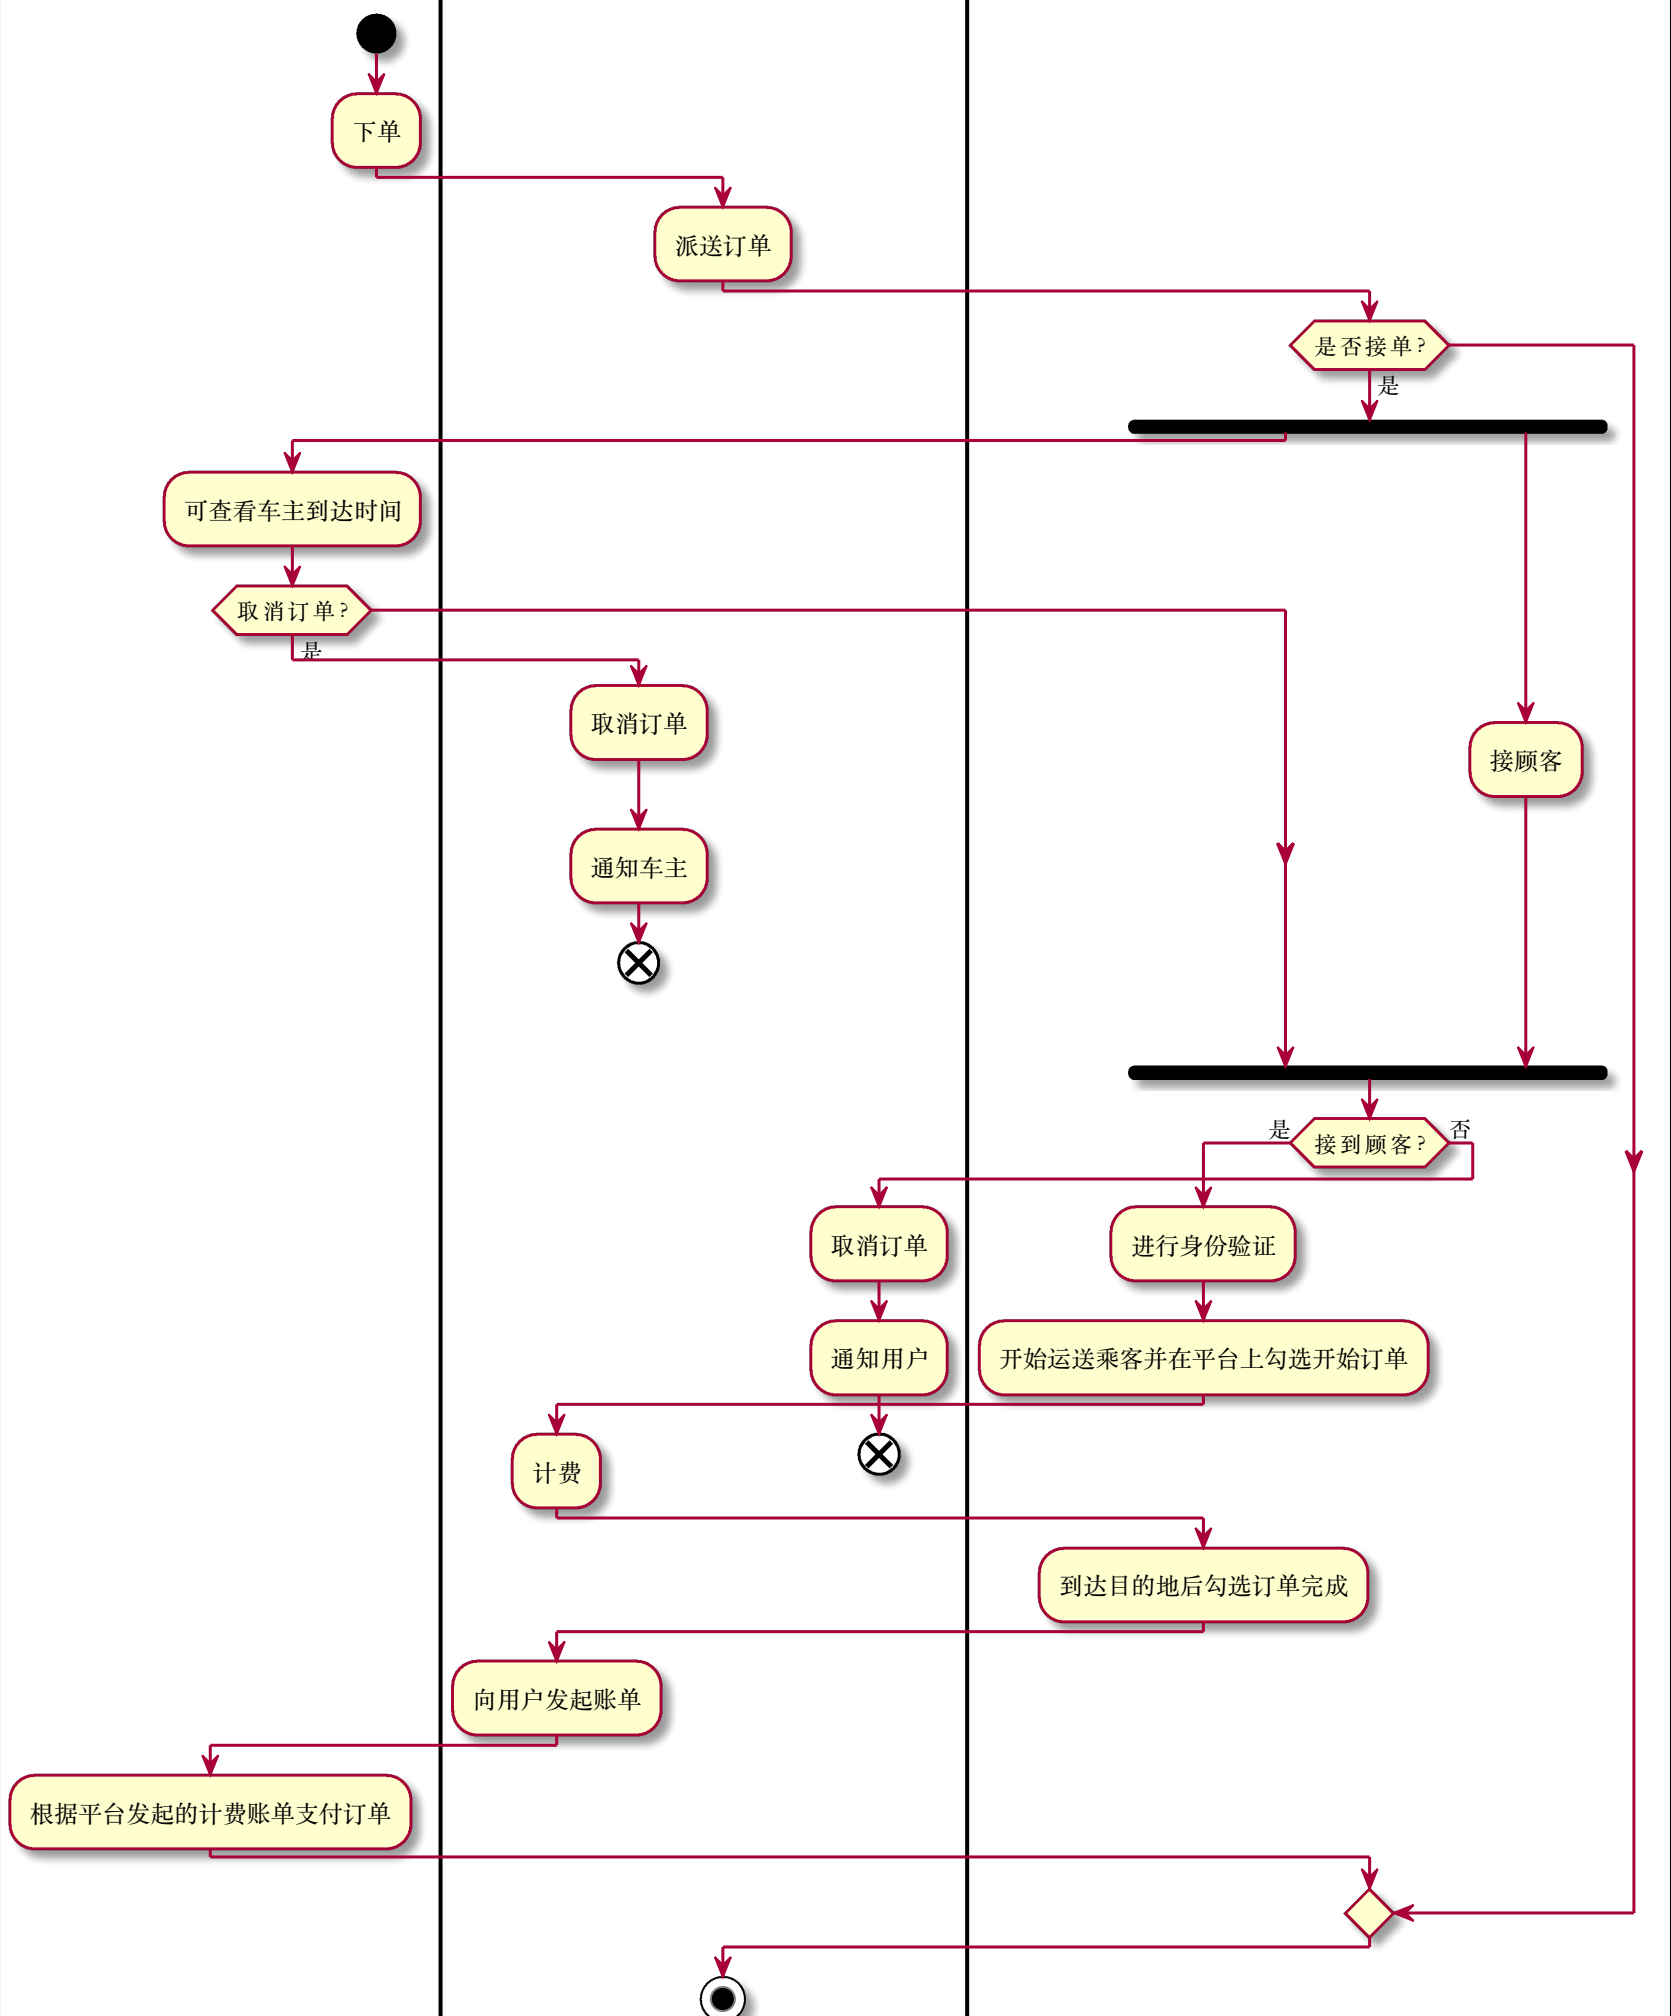 下单
派送订单
是否接单?
是
可查看车主到达时间
取消订单?
是
取消订单
接顾客
通知车主
是
接到顾客?
否
取消订单
进行身份验证
通知用户
开始运送乘客并在平台上勾选开始订单
计费
到达目的地后勾选订单完成
向用户发起账单
根据平台发起的计费账单支付订单